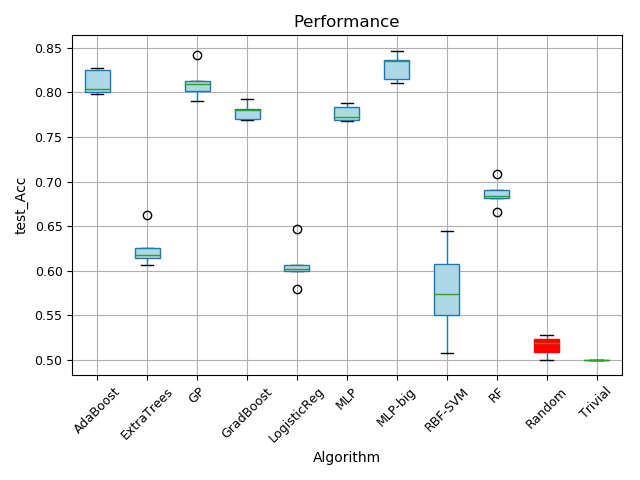 Performance
0.85
0.80
0.75
0.70
0.65
0.60
0.55
0.50
test_Acc
AdaBoost
ExtraTrees
GP
GradBoost
LogisticReg
MLP
MLP-big
RBF-SVM
RF
Random
Trivial
Algorithm